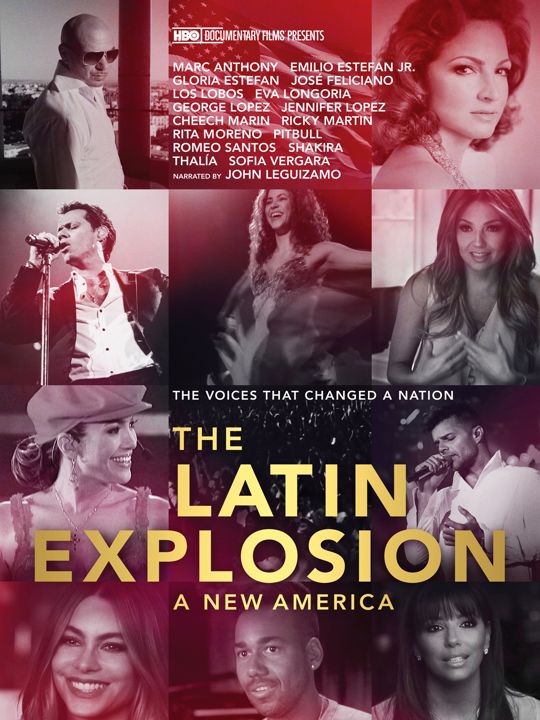 HBO DOCUMENTARY FILMS PRESENTS
MARC ANTHONY EMILIO ESTEFAN JR.
GLORIA ESTEFAN JOSÉ FELICIANO
LOS LOBOS EVA LONGORIA
GEORGE LOPEZ JENNIFER LOPEZ
CHEECH MARIN RICKY MARTIN
RITA MORENO PITBULL
ROMEO SANTOS SHAKIRA
THALÍA SOFIA VERGARA
NARRATED BY JOHN LEGUIZAMO
THE VOICES THAT CHANGED A NATION
THE
LATIN
EXPLOSION
A NEW AMERICA